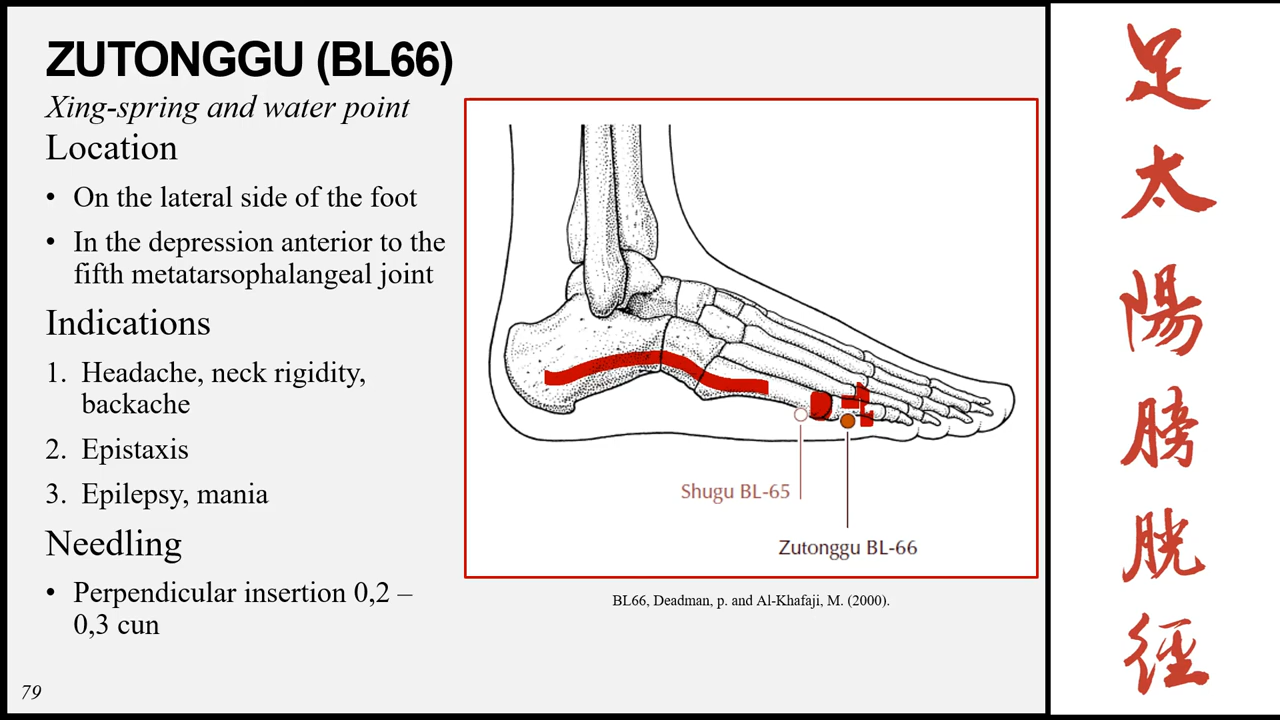 ZUTONGGU (BL66)
Xing-spring and water point
Location
• On the lateral side of the foot
• In the depression anterior to the
fifth metatarsophalangeal joint
Indications
1. Headache, neck rigidity,
backache
2. Epistaxis
3. Epilepsy, mania
Needling
• Perpendicular insertion 0,2 –
0,3 cun
79
Shugu BL-65
Zutonggu BL-66
BL66, Deadman, p. and Al-Khafaji, M. (2000).
足
太
陽
膀
胱
徑